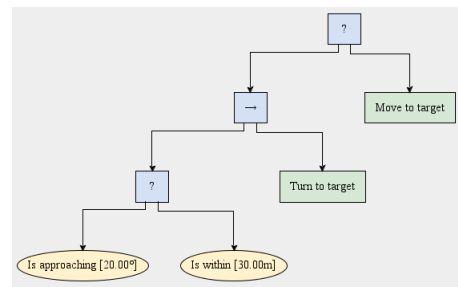 ?
→
Move to target
?
Turn to target
Is approaching [20.00º]
Is within [30.00m]